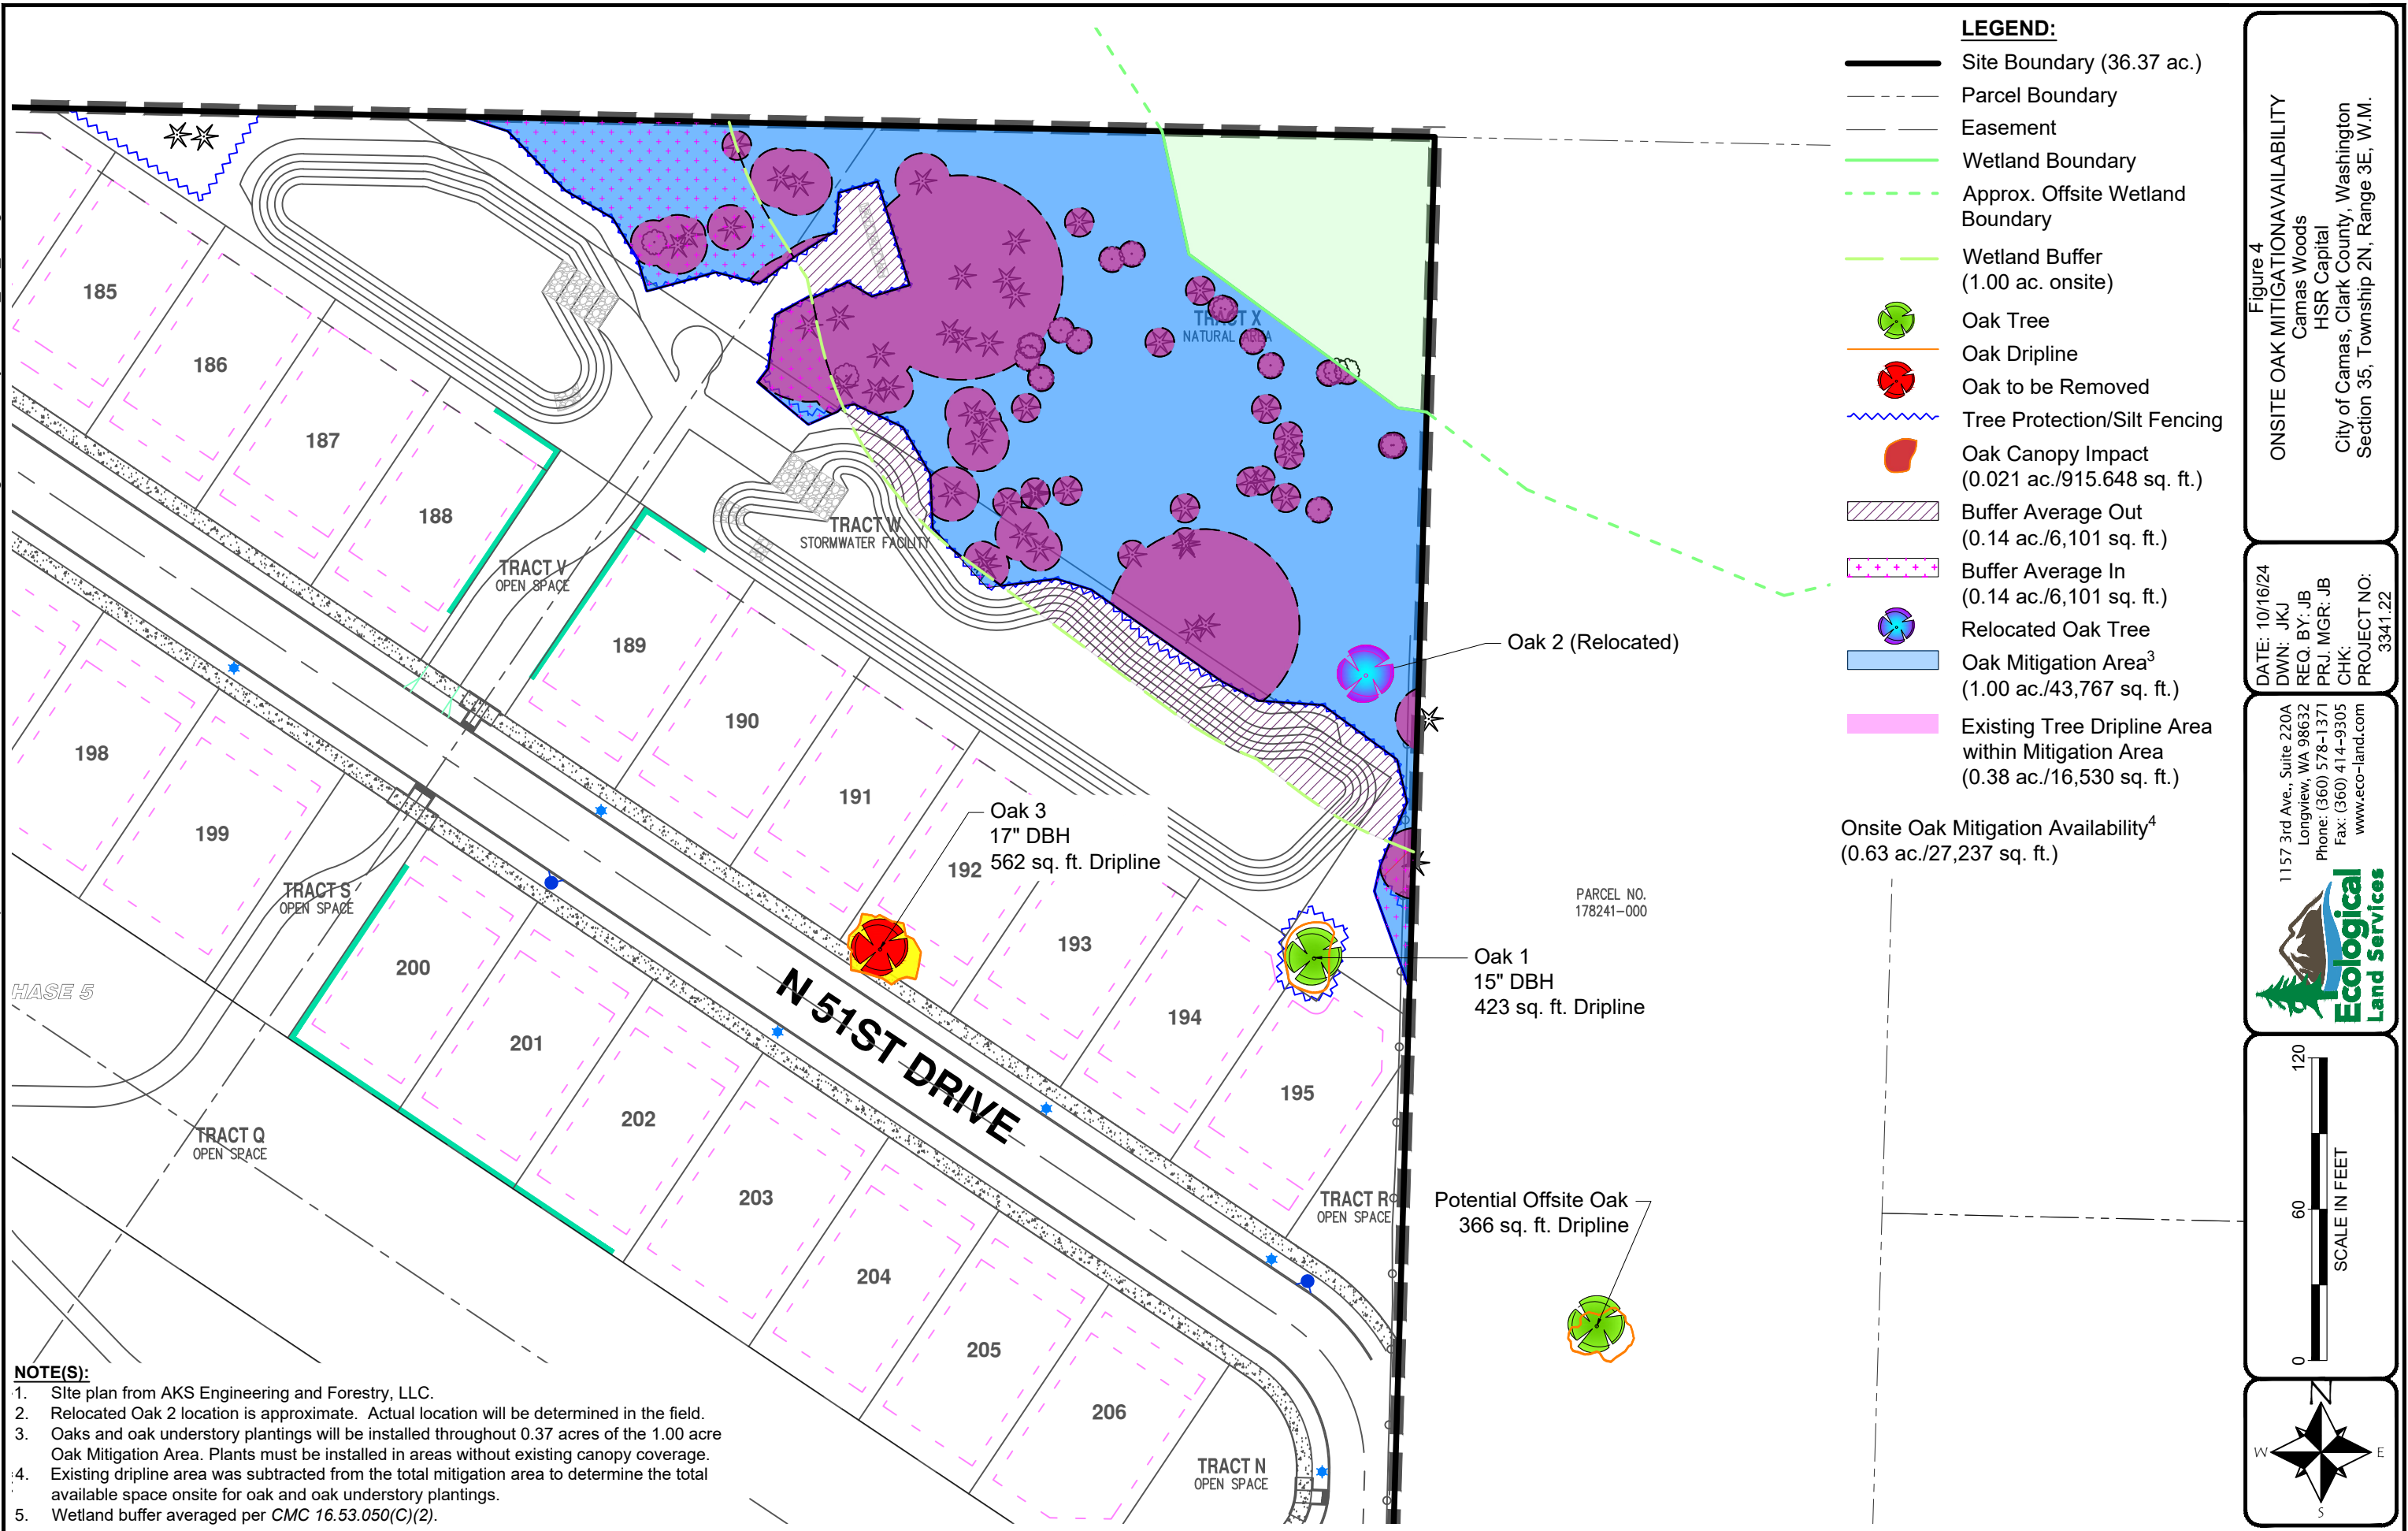 LEGEND:
Site Boundary (36.37 ac.)
Parcel Boundary
Easement
Wetland Boundary
Approx. Offsite Wetland
Boundary
Wetland Buffer
(1.00 ac. onsite)
Oak Tree
Oak Dripline
Oak to be Removed
Tree Protection/Silt Fencing
Oak Canopy Impact
(0.021 ac./915.648 sq. ft.)
Buffer Average Out
(0.14 ac./6,101 sq. ft.)
Buffer Average In
(0.14 ac./6,101 sq. ft.)
Relocated Oak Tree
Oak Mitigation Area3
(1.00 ac./43,767 sq. ft.)
Existing Tree Dripline Area
within Mitigation Area
(0.38 ac./16,530 sq. ft.)
Onsite Oak Mitigation Availability4
(0.63 ac./27,237 sq. ft.)
185
186
187
188
TRACT V
OPEN SPACE
TRACT W
STORMWATER FACILITY
TRACT X
NATURAL AREA
189
190
191
192
193
194
195
198
199
TRACT S
OPEN SPACE
200
201
202
203
204
205
206
HASE 5
TRACT Q
OPEN SPACE
N 51ST DRIVE
TRACT R
OPEN SPACE
TRACT N
OPEN SPACE
Oak 2 (Relocated)
Oak 3
17" DBH
562 sq. ft. Dripline
Oak 1
15" DBH
423 sq. ft. Dripline
PARCEL NO.
178241-000
Potential Offsite Oak
366 sq. ft. Dripline
NOTE(S):
1. SIte plan from AKS Engineering and Forestry, LLC.
2. Relocated Oak 2 location is approximate. Actual location will be determined in the field.
3. Oaks and oak understory plantings will be installed throughout 0.37 acres of the 1.00 acre
Oak Mitigation Area. Plants must be installed in areas without existing canopy coverage.
4. Existing dripline area was subtracted from the total mitigation area to determine the total
available space onsite for oak and oak understory plantings.
5. Wetland buffer averaged per CMC 16.53.050(C)(2).
Figure 4
ONSITE OAK MITIGATIONAVAILABILITY
Camas Woods
HSR Capital
City of Camas, Clark County, Washington
Section 35, Township 2N, Range 3E, W.M.
DATE: 10/16/24
DWN: JKJ
REQ. BY: JB
PRJ. MGR: JB
CHK:
PROJECT NO:
3341.22
1157 3rd Ave., Suite 220A
Longview, WA 98632
Phone: (360) 578-1371
Fax: (360) 414-9305
www.eco-land.com
Ecological
Land Services
0 60 120
SCALE IN FEET
N
W E
S